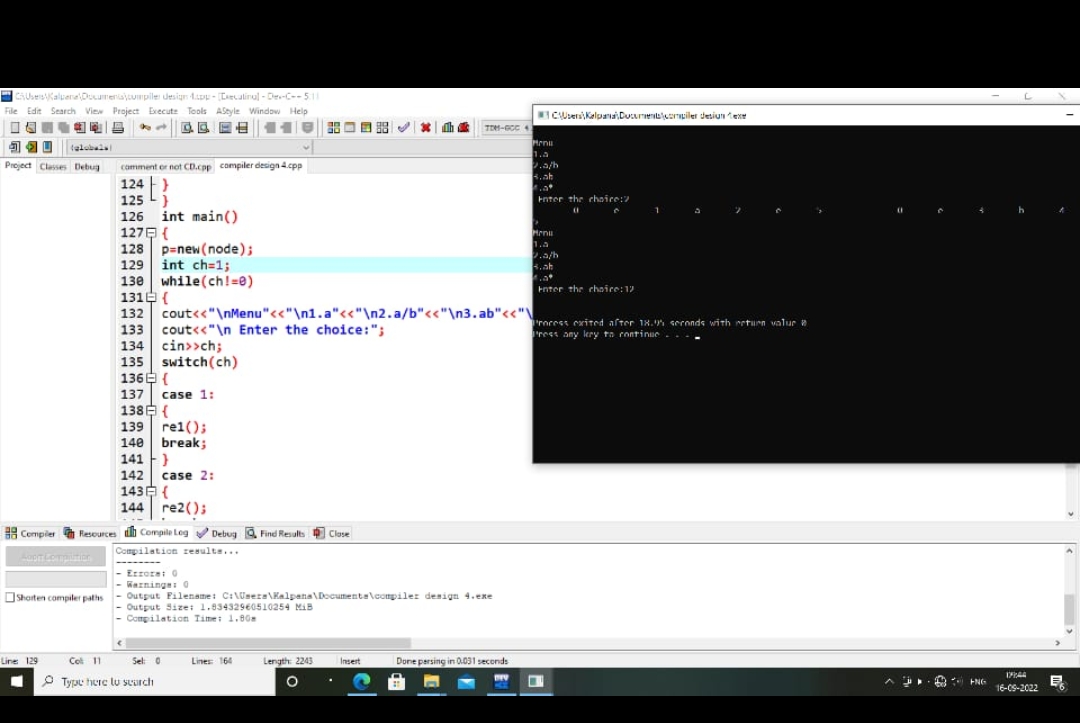 C:\Users\Kalpana\Documents\compiler design 4.cpp - [Executing] - Dev-C++ 5.11
File Edit Search View Project Execute Tools AStyle Window Help
TDM-GCC 4.
(globals)
Project Classes Debug
comment or not CD.cpp compiler design 4.cpp
124 }
125 }
126 int main()
127 {
128 p=new(node);
129 int ch=1;
130 while(ch!=0)
131 {
132 cout<<"\nMenu"<<"\n1.a"<<"\n2.a/b"<<"\n3.ab"<<"\
133 cout<<"\n Enter the choice:";
134 cin>>ch;
135 switch(ch)
136 {
137 case 1:
138 {
139 re1();
140 break;
141 }
142 case 2:
143 {
144 re2();
C:\Users\Kalpana\Documents\compiler design 4.exe
Menu
1.a
2.a/b
3.ab
4.a*
Enter the choice:2
0 e 1 a 2 e 5 0 e 3 b 4
5
Menu
1.a
2.a/b
3.ab
4.a*
Enter the choice:12
Process exited after 18.95 seconds with return value 0
Press any key to continue . . .
Compiler Resources Compile Log Debug Find Results Close
Abort Compilation
Shorten compiler paths
Compilation results...
--------
- Errors: 0
- Warnings: 0
- Output Filename: C:\Users\Kalpana\Documents\compiler design 4.exe
- Output Size: 1.83432960510254 MiB
- Compilation Time: 1.80s
Line: 129 Col: 11 Sel: 0 Lines: 164 Length: 2243 Insert Done parsing in 0.031 seconds
Type here to search
ENG
09:44
16-09-2022
6